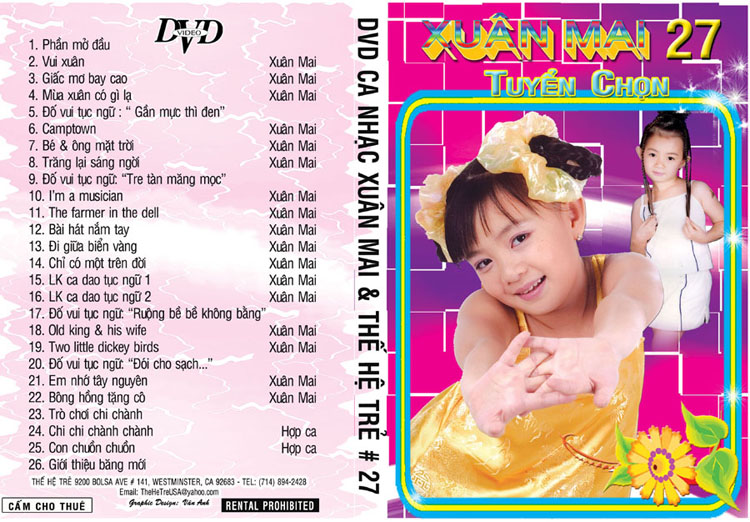 DVD
VIDEO
1. Phần mở đầu
2. Vui xuân Xuân Mai
3. Giấc mơ bay cao Xuân Mai
4. Mùa xuân có gì lạ Xuân Mai
5. Đố vui tục ngữ : “ Gần mực thì đen”
6. Camptown Xuân Mai
7. Bé & ông mặt trời Xuân Mai
8. Trăng lại sáng ngời Xuân Mai
9. Đố vui tục ngữ: “Tre tàn măng mọc”
10. I'm a musician Xuân Mai
11. The farmer in the dell Xuân Mai
12. Bài hát nắm tay Xuân Mai
13. Đi giữa biển vàng Xuân Mai
14. Chỉ có một trên đời Xuân Mai
15. LK ca dao tục ngữ 1 Xuân Mai
16. LK ca dao tục ngữ 2 Xuân Mai
17. Đố vui tục ngữ: “Ruộng bề bề không bằng”
18. Old king & his wife Xuân Mai
19. Two little dickey birds Xuân Mai
20. Đố vui tục ngữ: “Đói cho sạch...”
21. Em nhớ tây nguyên Xuân Mai
22. Bông hồng tặng cô Xuân Mai
23. Trò chơi chi chành
24. Chi chi chành chành Hợp ca
25. Con chuồn chuồn Hợp ca
26. Giới thiệu băng mới
THẾ HỆ TRẺ 9200 BOLSA AVE # 141, WESTMINSTER, CA 92683 - TEL: (714) 894-2428
Email: TheHeTreUSA@yahoo.com
CẤM CHO THUÊ Graphic Design: Vân Anh RENTAL PROHIBITED
DVD CA NHẠC XUÂN MAI & THẾ HỆ TRẺ # 27
XUÂN MAI 27
TUYỂN CHỌN